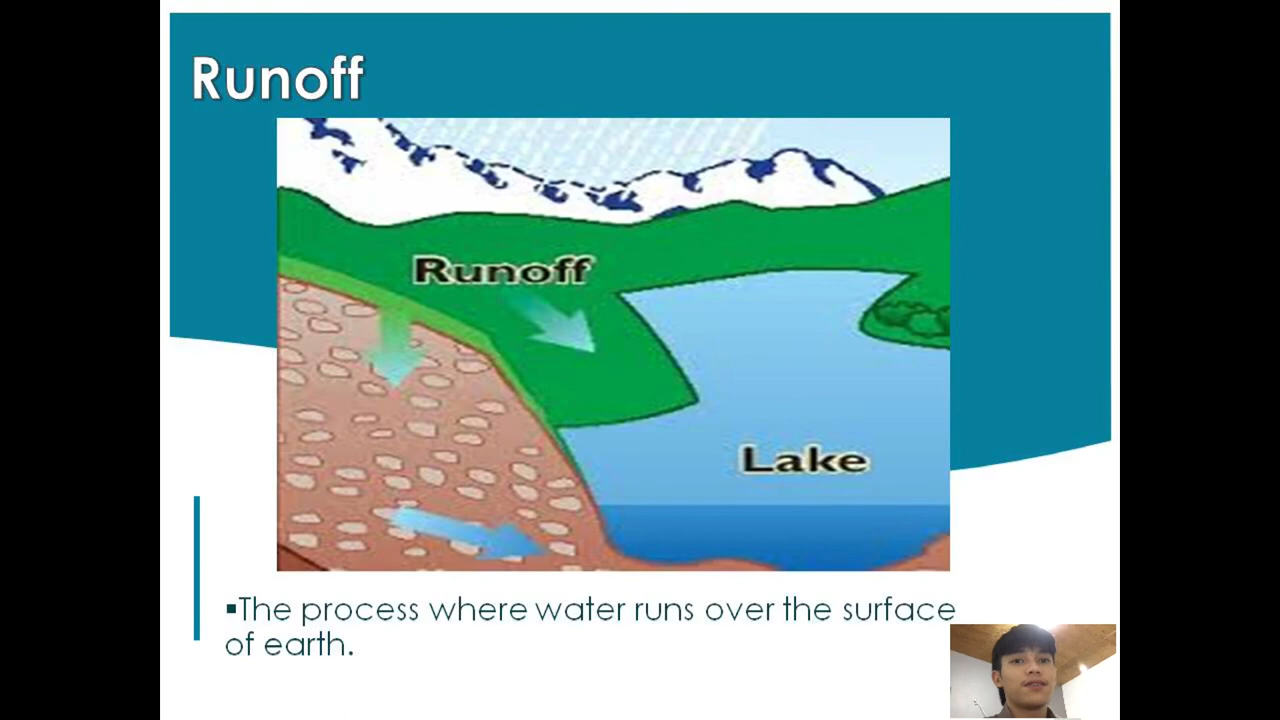 Runoff
Runoff
Lake
▪The process where water runs over the surface
of earth.